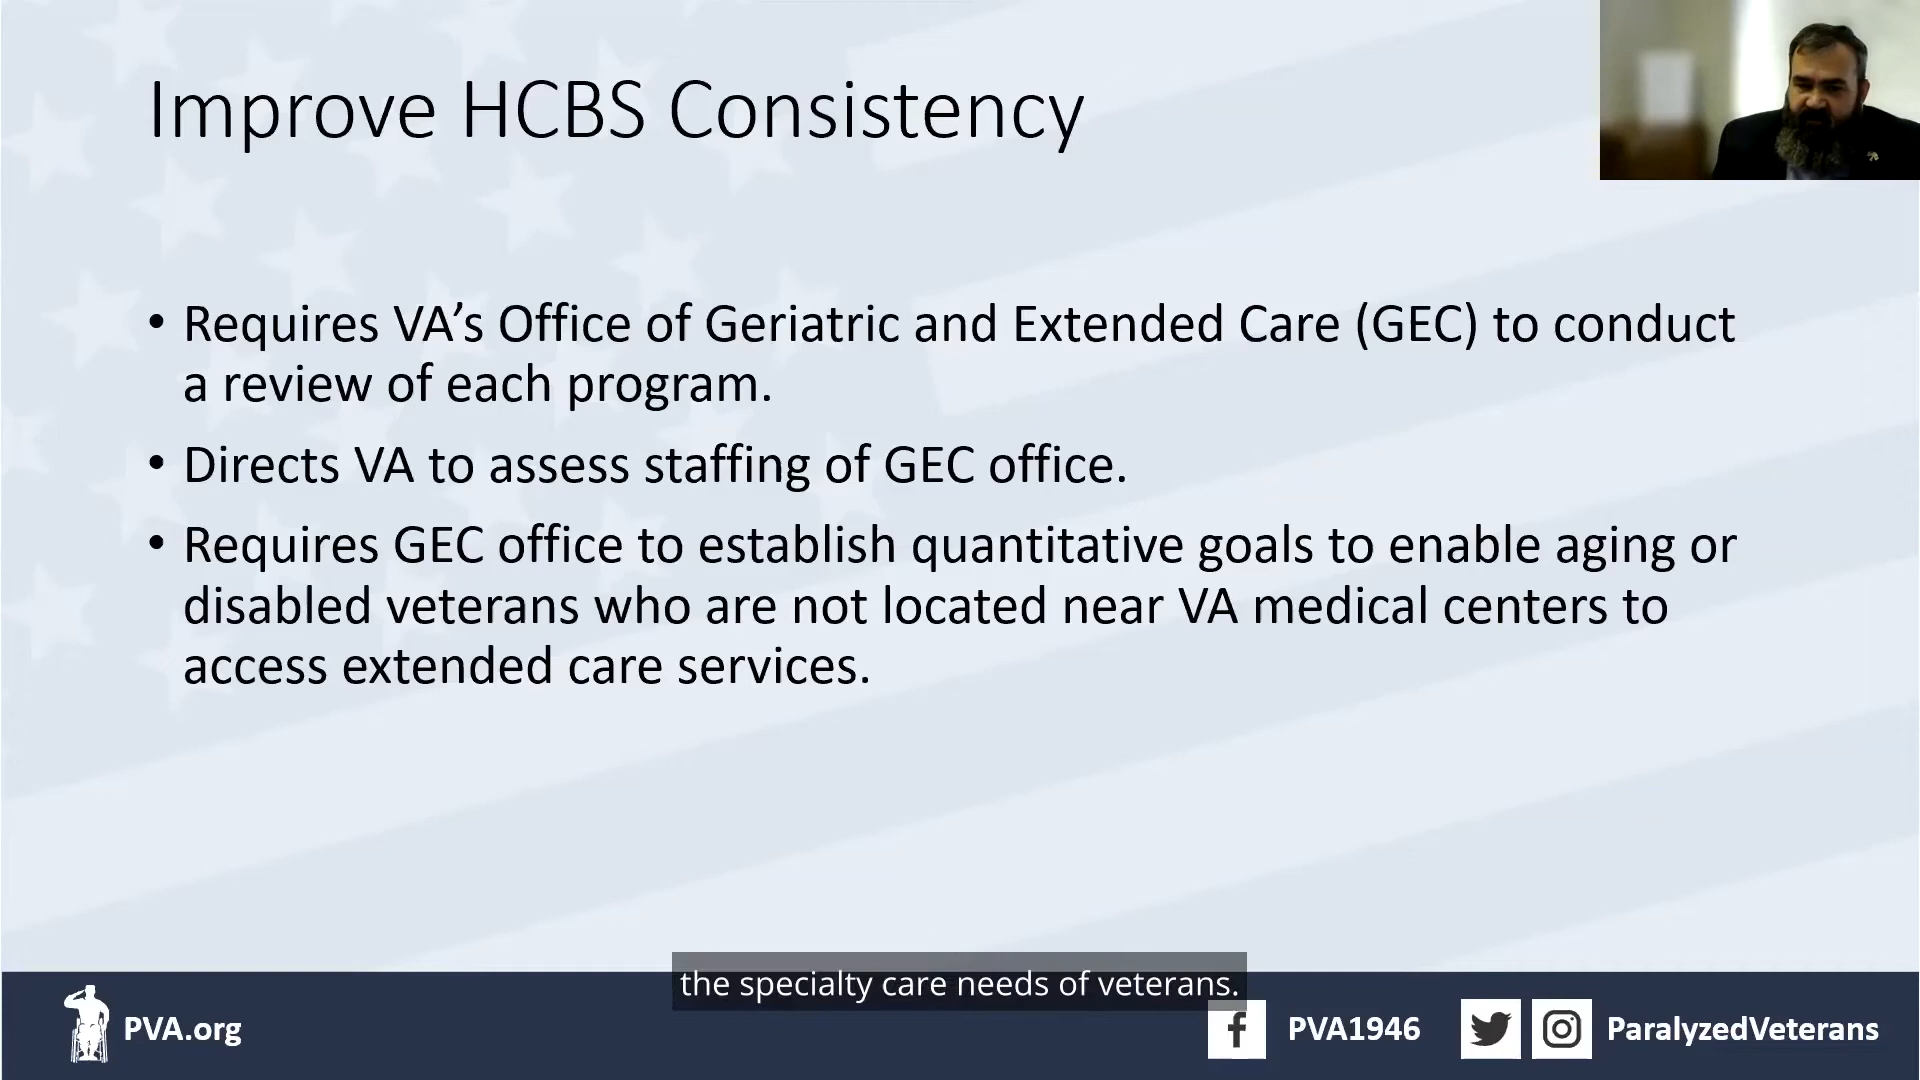 Improve HCBS Consistency
• Requires VA’s Office of Geriatric and Extended Care (GEC) to conduct
a review of each program.
• Directs VA to assess staffing of GEC office.
• Requires GEC office to establish quantitative goals to enable aging or
disabled veterans who are not located near VA medical centers to
access extended care services.
the specialty care needs of veterans.
PVA.org
PVA1946
ParalyzedVeterans